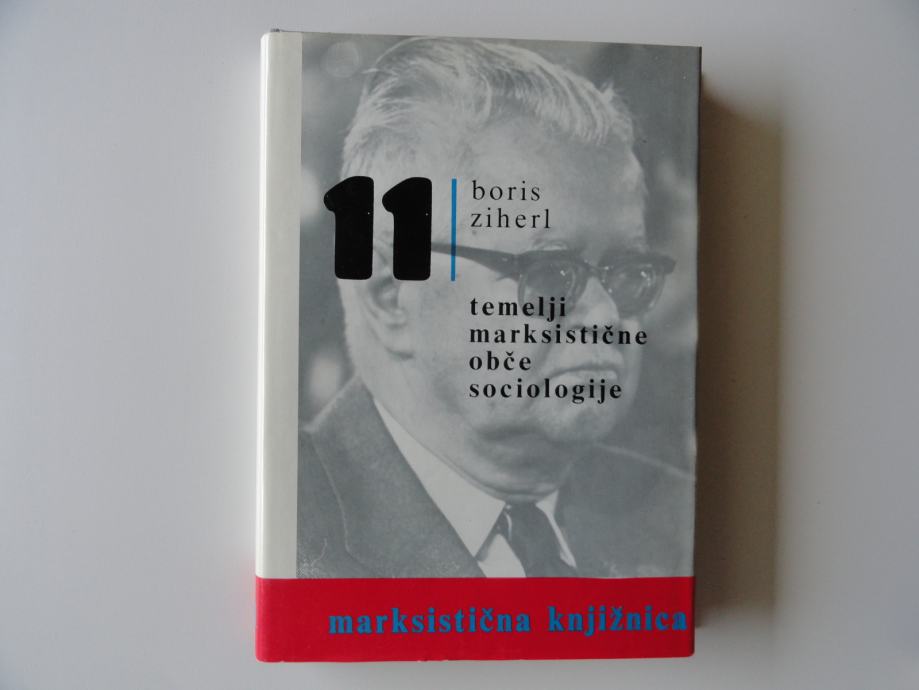 11
boris
ziherl
temelji
marksistične
obče
sociologije
marksistična knjižnica